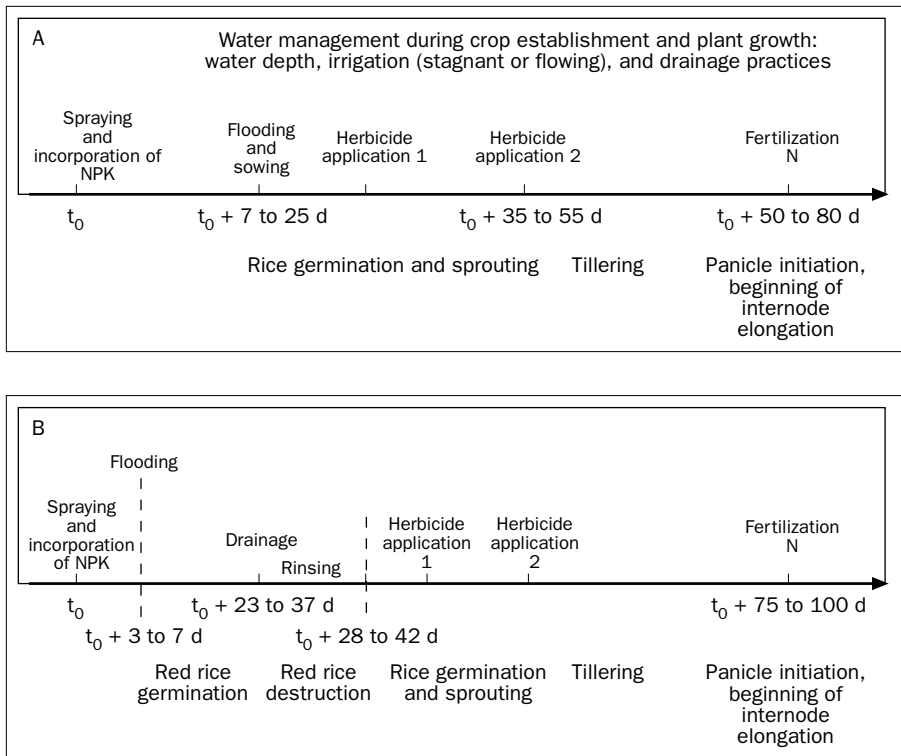 A
Water management during crop establishment and plant growth:
water depth, irrigation (stagnant or flowing), and drainage practices
Spraying
and
incorporation of
NPK
Flooding
and
sowing
Herbicide
application 1
Herbicide
application 2
Fertilization
N
t0
t0 + 7 to 25 d
t0 + 35 to 55 d
t0 + 50 to 80 d
Rice germination and sprouting
Tillering
Panicle initiation,
beginning of
internode
elongation
B
Flooding
Spraying
and
incorporation
of NPK
Drainage
Rinsing
Herbicide
application
1
Herbicide
application
2
Fertilization
N
t0
t0 + 3 to 7 d
t0 + 23 to 37 d
t0 + 28 to 42 d
t0 + 75 to 100 d
Red rice
germination
Red rice
destruction
Rice germination
and sprouting
Tillering
Panicle initiation,
beginning of
internode
elongation